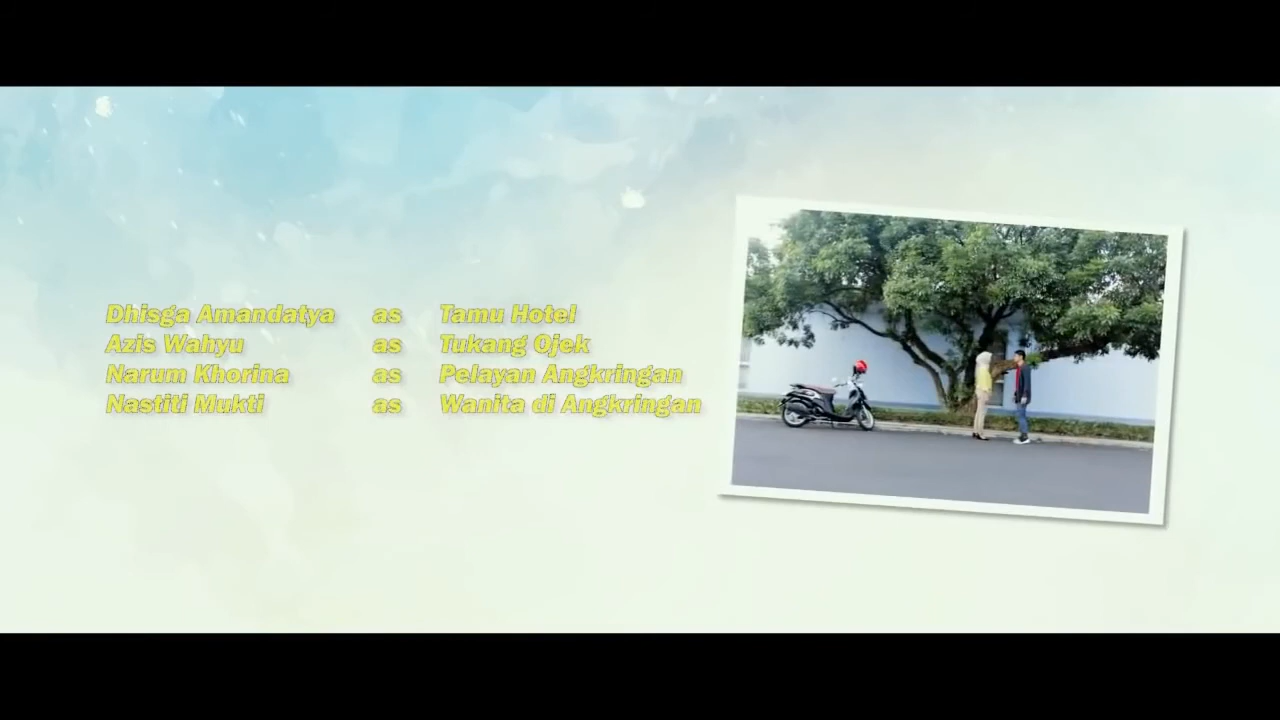 Dhisga Amandatya as Tamu Hotel
Azis Wahyu as Tukang Ojek
Narum Khorina as Pelayan Angkringan
Nastiti Mukti as Wanita di Angkringan